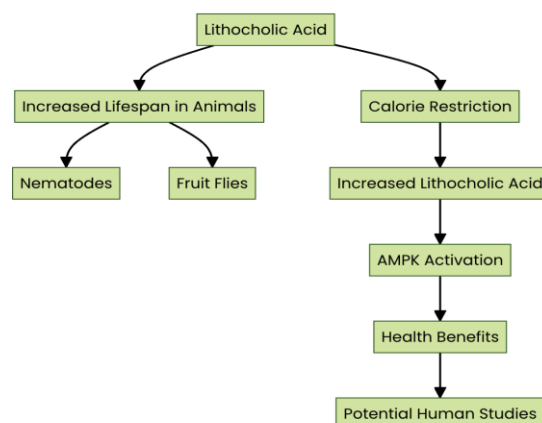 Lithocholic Acid
Increased Lifespan in Animals
Calorie Restriction
Nematodes
Fruit Flies
Increased Lithocholic Acid
AMPK Activation
Health Benefits
Potential Human Studies